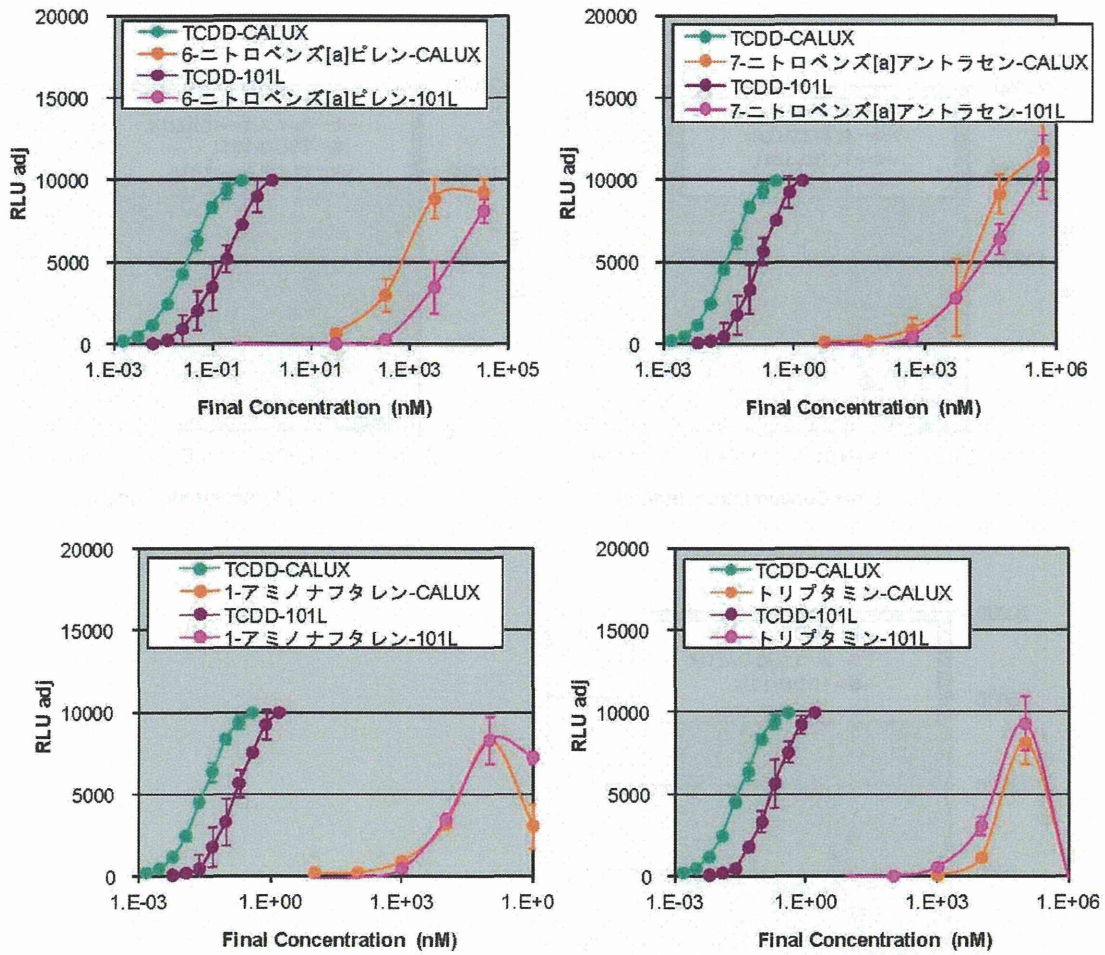 20000
15000
10000
5000
0
RLU adj
TCDD-CALUX
6-ニトロベンズ[a]ピレン-CALUX
TCDD-101L
6-ニトロベンズ[a]ピレン-101L
1.E-03 1.E-01 1.E+01 1.E+03 1.E+05
Final Concentration (nM)
20000
15000
10000
5000
0
RLU adj
TCDD-CALUX
7-ニトロベンズ[a]アントラセン-CALUX
TCDD-101L
7-ニトロベンズ[a]アントラセン-101L
1.E-03 1.E+00 1.E+03 1.E+06
Final Concentration (nM)
20000
15000
10000
5000
0
RLU adj
TCDD-CALUX
1-アミノナフタレン-CALUX
TCDD-101L
1-アミノナフタレン-101L
1.E-03 1.E+00 1.E+03 1.E+0
Final Concentration (nM)
20000
15000
10000
5000
0
RLU adj
TCDD-CALUX
トリプタミン-CALUX
TCDD-101L
トリプタミン-101L
1.E-03 1.E+00 1.E+03 1.E+06
Final Concentration (nM)